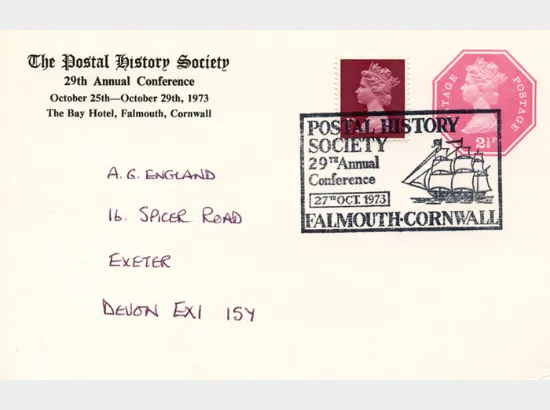 The Postal History Society
29th Annual Conference
October 25th—October 29th, 1973
The Bay Hotel, Falmouth, Cornwall
POSTAGE
2½P
POSTAL HISTORY
SOCIETY
29TH Annual
Conference
27TH OCT. 1973
FALMOUTH·CORNWALL
A. G. ENGLAND
16. SPICER ROAD
EXETER
DEVON EX1 1SY